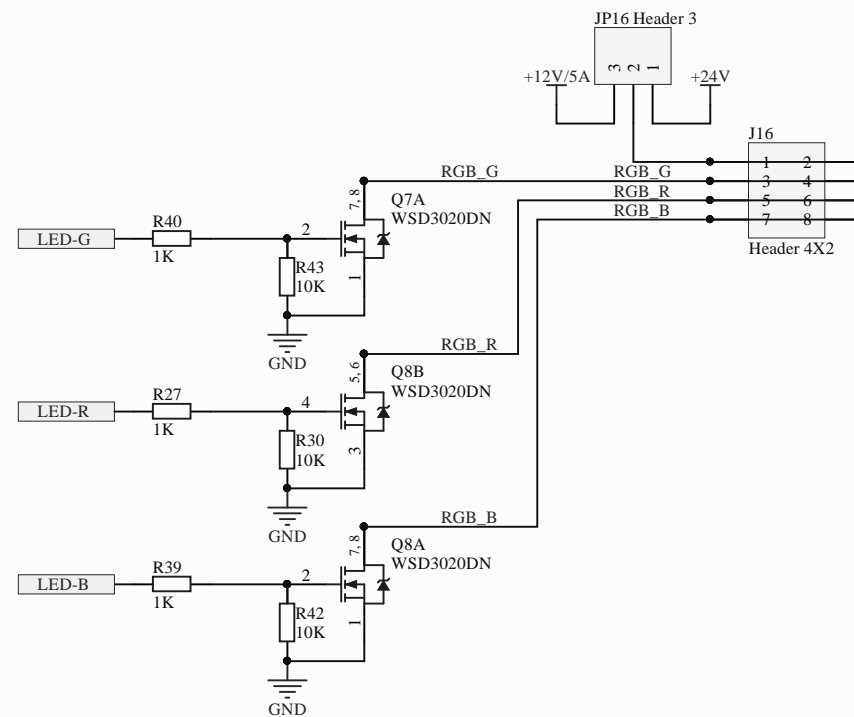 JP16 Header 3
3 2 1
+12V/5A
+24V
J16
1 2
3 4
5 6
7 8
Header 4X2
RGB_G RGB_G
RGB_R
RGB_B
LED-G
R40
1K
2
R43
10K
7, 8
Q7A
WSD3020DN
1
GND
RGB_R
LED-R
R27
1K
4
R30
10K
5, 6
Q8B
WSD3020DN
3
GND
RGB_B
LED-B
R39
1K
2
R42
10K
7, 8
Q8A
WSD3020DN
1
GND